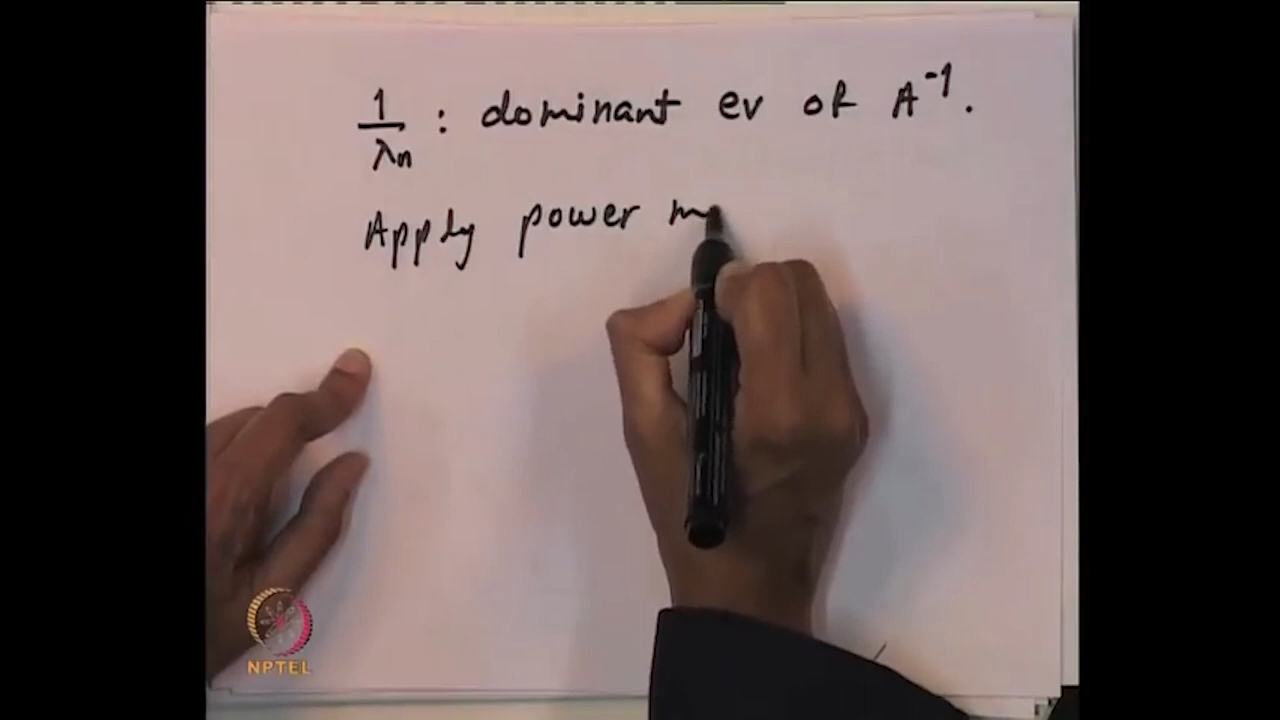 1/λn : dominant ev of A⁻¹.
Apply power m
NPTEL